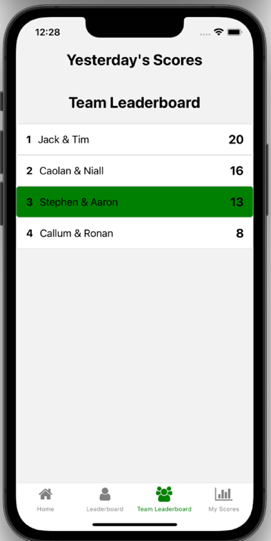 12:28
Yesterday's Scores
Team Leaderboard
1 Jack & Tim 20
2 Caolan & Niall 16
3 Stephen & Aaron 13
4 Callum & Ronan 8
Home Leaderboard Team Leaderboard My Scores